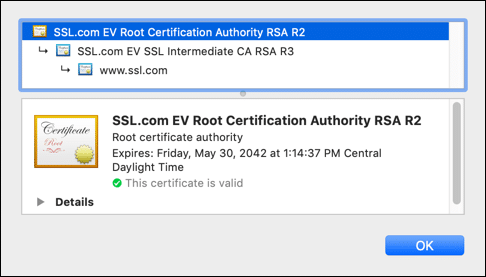 SSL.com EV Root Certification Authority RSA R2
SSL.com EV SSL Intermediate CA RSA R3
www.ssl.com
Certificate
Root
SSL.com EV Root Certification Authority RSA R2
Root certificate authority
Expires: Friday, May 30, 2042 at 1:14:37 PM Central
Daylight Time
This certificate is valid
Details
OK